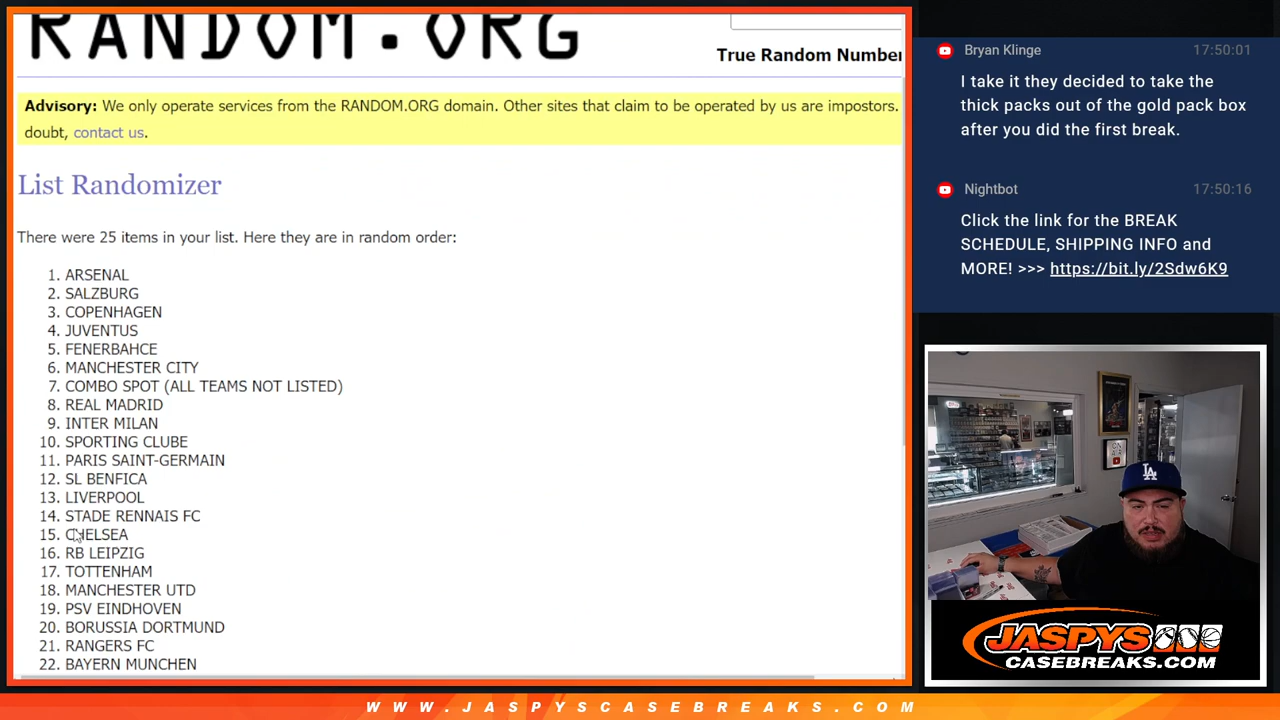 RANDOM.ORG
True Random Number
Advisory: We only operate services from the RANDOM.ORG domain. Other sites that claim to be operated by us are impostors.
doubt, contact us.
List Randomizer
There were 25 items in your list. Here they are in random order:
1. ARSENAL
2. SALZBURG
3. COPENHAGEN
4. JUVENTUS
5. FENERBAHCE
6. MANCHESTER CITY
7. COMBO SPOT (ALL TEAMS NOT LISTED)
8. REAL MADRID
9. INTER MILAN
10. SPORTING CLUBE
11. PARIS SAINT-GERMAIN
12. SL BENFICA
13. LIVERPOOL
14. STADE RENNAIS FC
15. CHELSEA
16. RB LEIPZIG
17. TOTTENHAM
18. MANCHESTER UTD
19. PSV EINDHOVEN
20. BORUSSIA DORTMUND
21. RANGERS FC
22. BAYERN MUNCHEN
Bryan Klinge 17:50:01
I take it they decided to take the
thick packs out of the gold pack box
after you did the first break.
Nightbot 17:50:16
Click the link for the BREAK
SCHEDULE, SHIPPING INFO and
MORE! >>> https://bit.ly/2Sdw6K9
ON
AIR
LA
JASPYS
CASEBREAKS.COM
WWW.JASPYSCASEBREAKS.COM